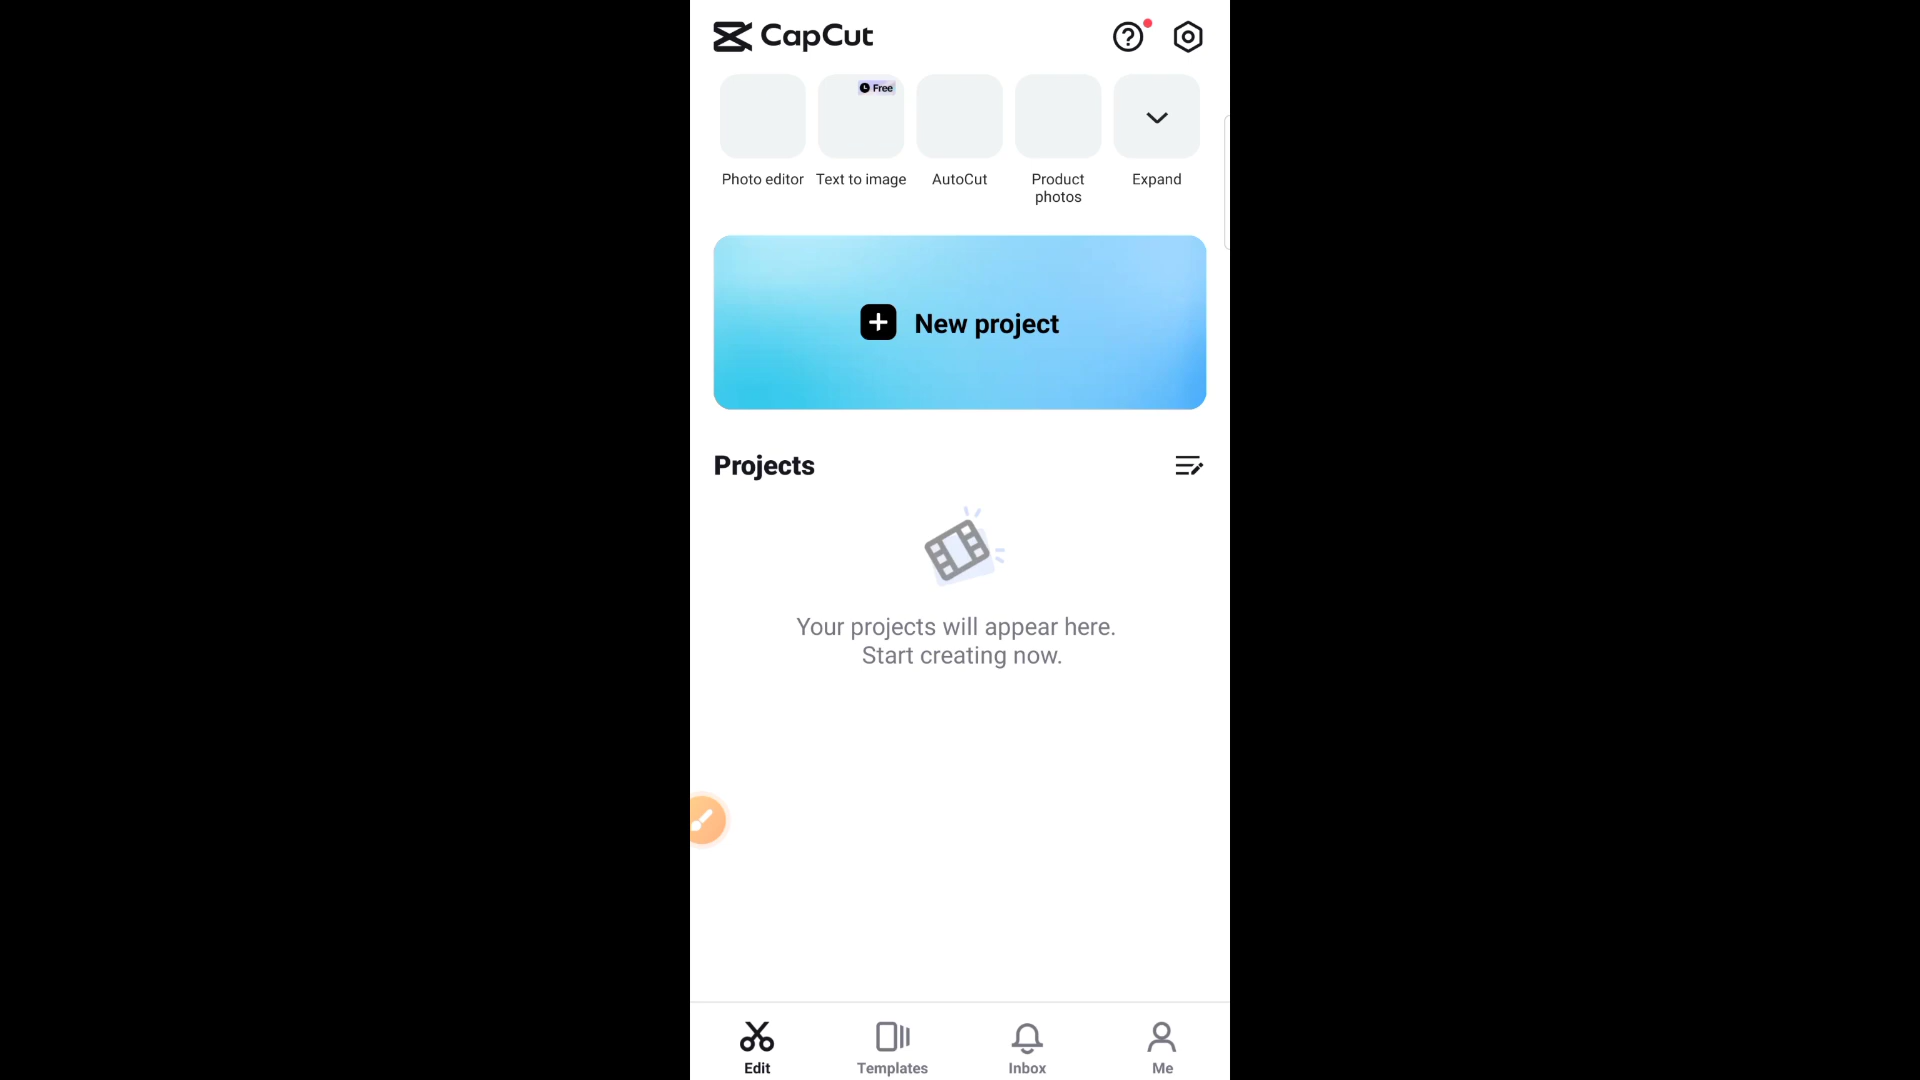 CapCut
Free
Photo editor
Text to image
AutoCut
Product
photos
Expand
New project
Projects
Your projects will appear here.
Start creating now.
Edit
Templates
Inbox
Me